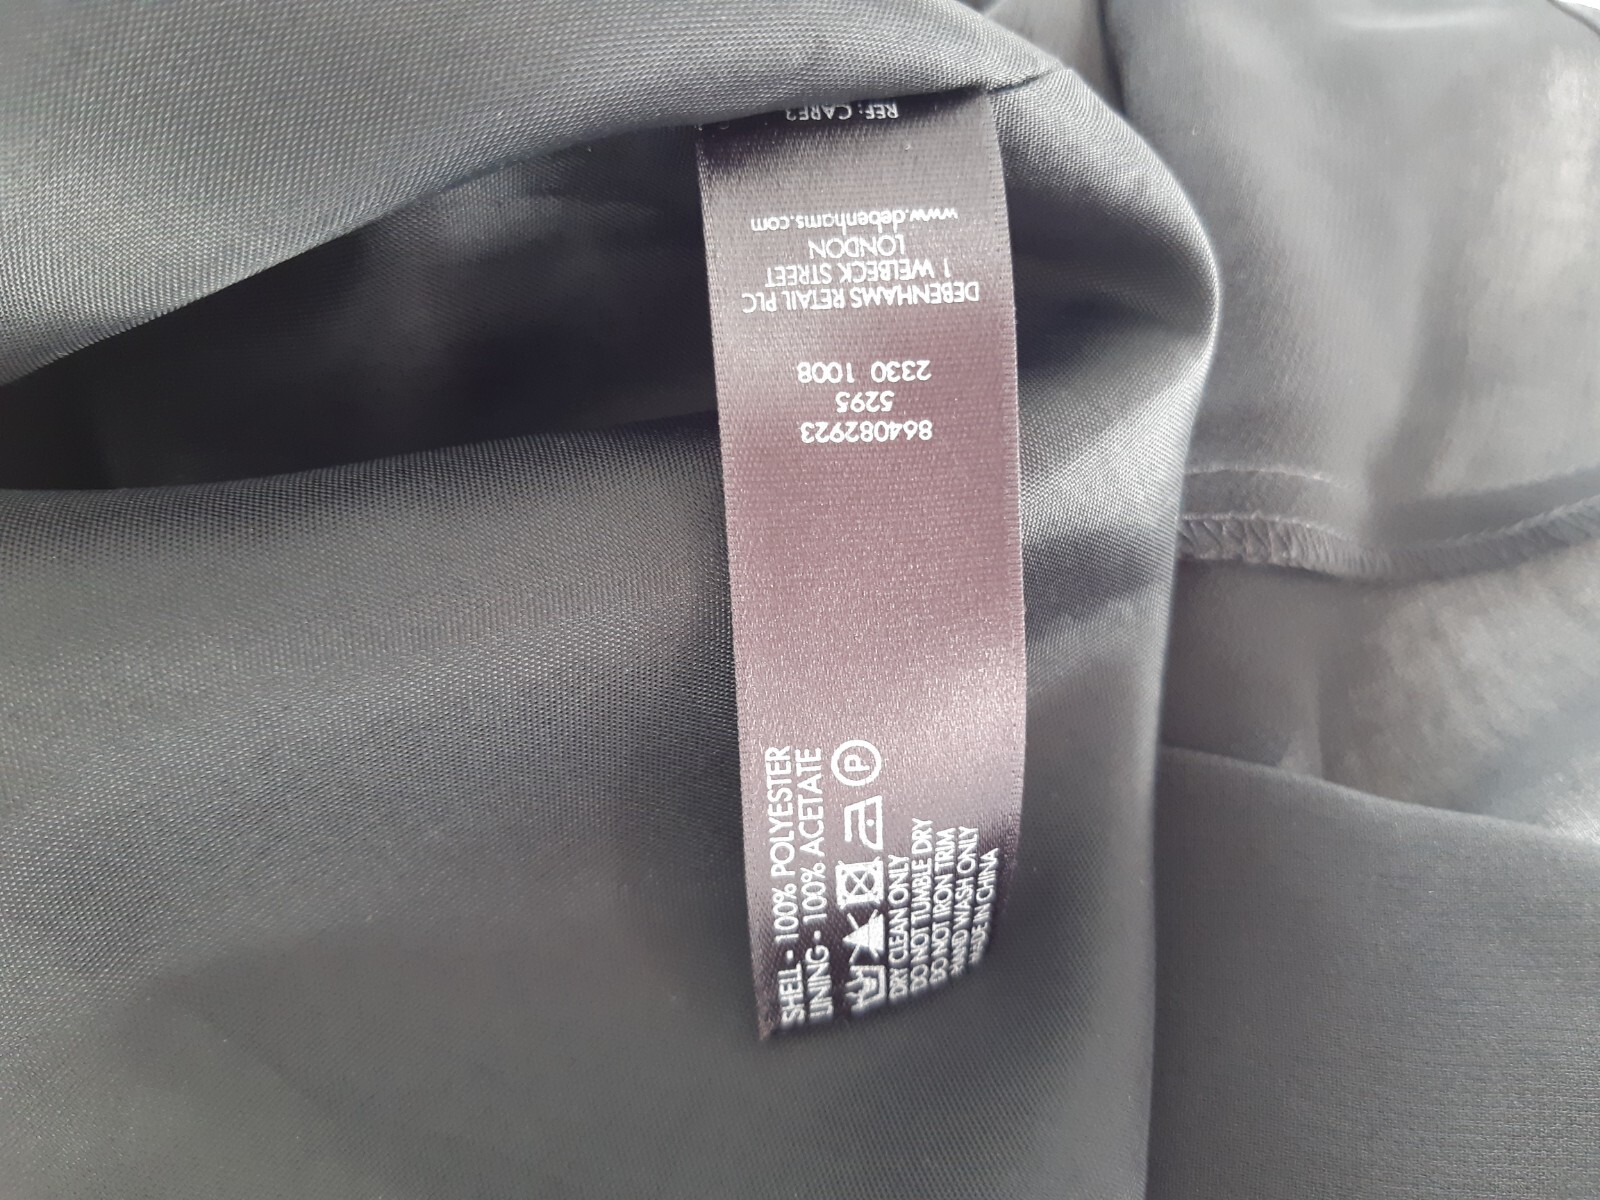 REF: CARE3
www.debenhams.com
LONDON
1 WELBECK STREET
DEBENHAMS RETAIL PLC
2330 1008
5295
864082923
SHELL - 100% POLYESTER
LINING - 100% ACETATE
P
DRY CLEAN ONLY
DO NOT TUMBLE DRY
DO NOT IRON TRIM
HAND WASH ONLY
MADE IN CHINA